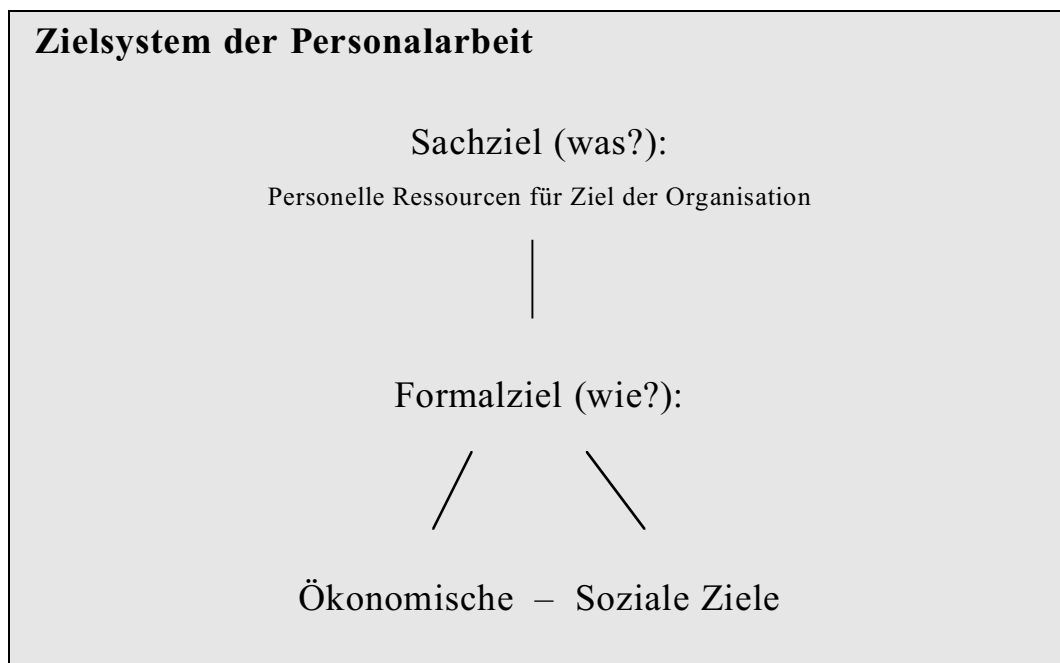 Zielsystem der Personalarbeit
Sachziel (was?):
Personelle Ressourcen für Ziel der Organisation
Formalziel (wie?):
Ökonomische – Soziale Ziele